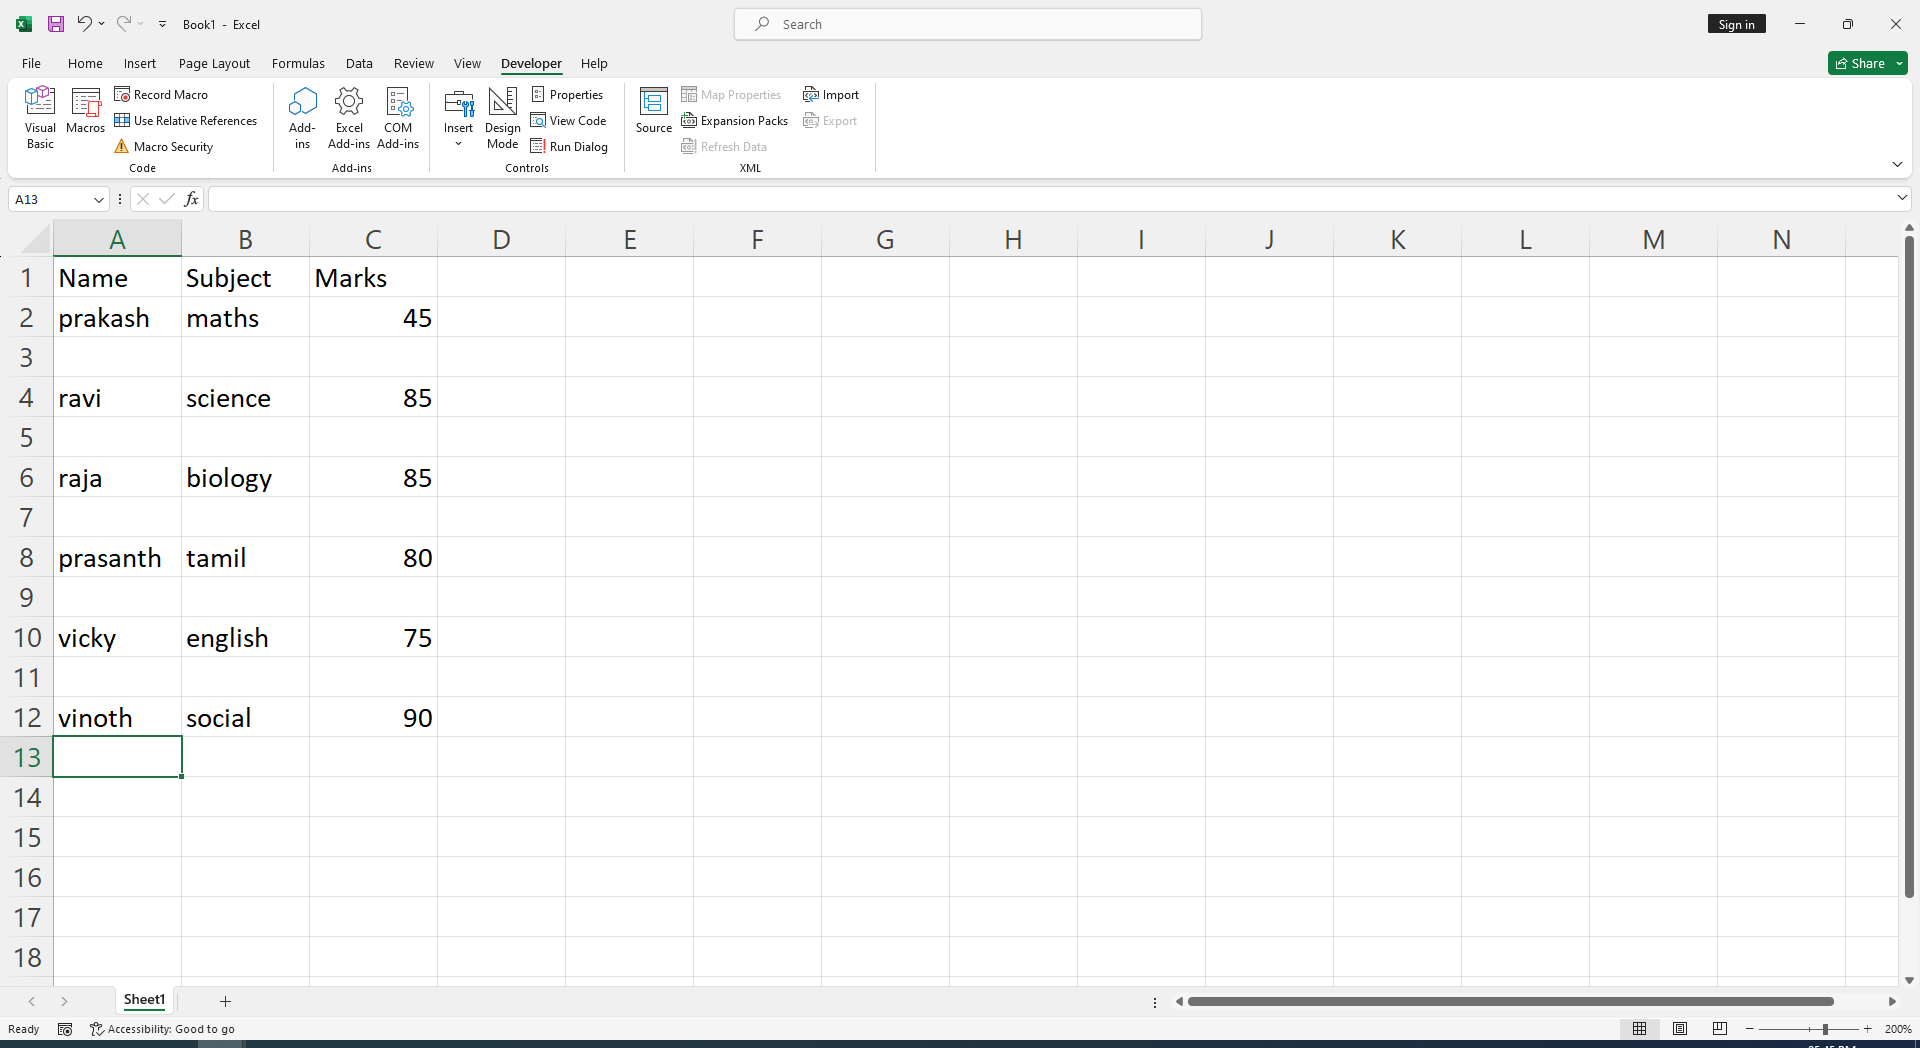 Book1 - Excel
Search
Sign in
File Home Insert Page Layout Formulas Data Review View Developer Help
Share
Visual Basic
Macros
Record Macro
Use Relative References
Macro Security
Code
Add-ins
Excel Add-ins
COM Add-ins
Add-ins
Insert
Design Mode
Properties
View Code
Run Dialog
Controls
Source
Map Properties
Expansion Packs
Refresh Data
Import
Export
XML
A13
fx
A B C D E F G H I J K L M N
1 Name Subject Marks
2 prakash maths 45
3
4 ravi science 85
5
6 raja biology 85
7
8 prasanth tamil 80
9
10 vicky english 75
11
12 vinoth social 90
13
14
15
16
17
18
Sheet1
Ready
Accessibility: Good to go
200%